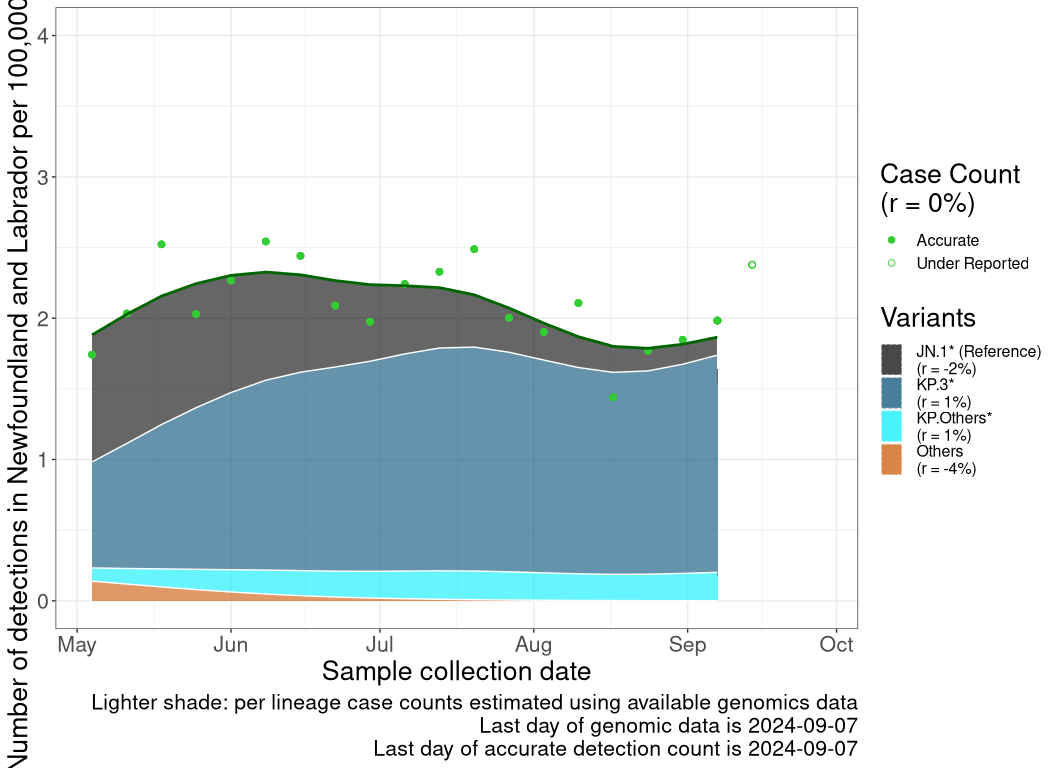 Number of detections in Newfoundland and Labrador per 100,000
4
3
2
1
0
May Jun Jul Aug Sep Oct
Sample collection date
Lighter shade: per lineage case counts estimated using available genomics data
Last day of genomic data is 2024-09-07
Last day of accurate detection count is 2024-09-07
Case Count
(r = 0%)
Accurate
Under Reported
Variants
JN.1* (Reference)
(r = -2%)
KP.3*
(r = 1%)
KP.Others*
(r = 1%)
Others
(r = -4%)